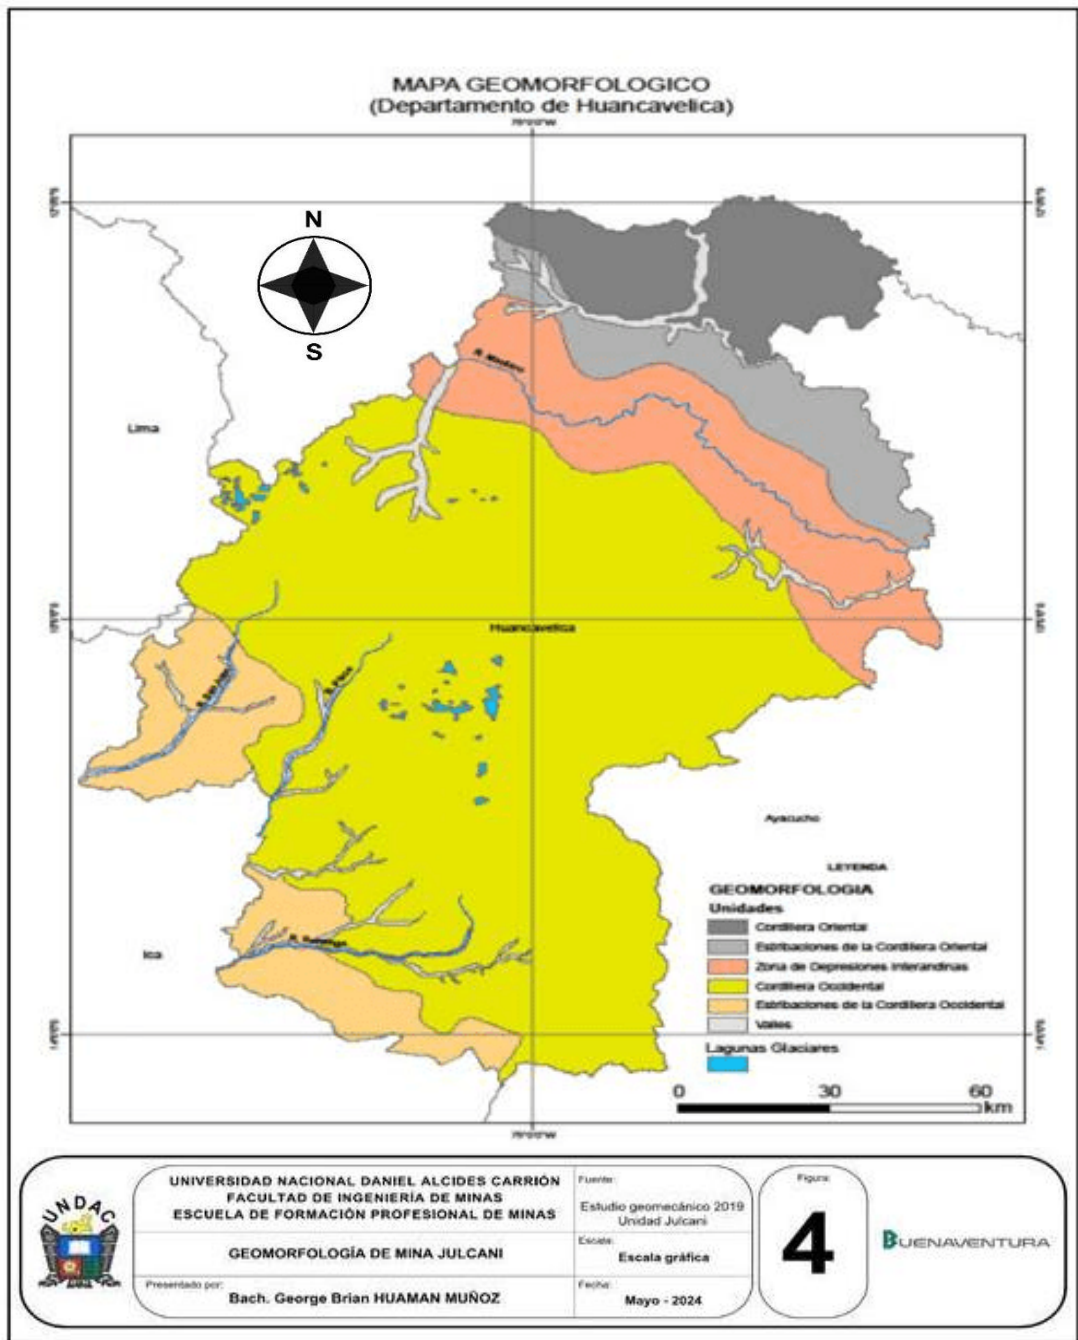 MAPA GEOMORFOLOGICO
(Departamento de Huancavelica)
N
S
R. Mantaro
Lima
Huancavelica
R. San Juan
R. Pisco
Ayacucho
Ica
LEYENDA
GEOMORFOLOGIA
Unidades
Cordillera Oriental
Estribaciones de la Cordillera Oriental
Zona de Depresiones Interandinas
Cordillera Occidental
Estribaciones de la Cordillera Occidental
Valles
Lagunas Glaciares
0 30 60
km
UNDAC
UNIVERSIDAD NACIONAL DANIEL ALCIDES CARRIÓN
FACULTAD DE INGENIERÍA DE MINAS
ESCUELA DE FORMACIÓN PROFESIONAL DE MINAS
GEOMORFOLOGÍA DE MINA JULCANI
Presentado por:
Bach. George Brian HUAMAN MUÑOZ
Fuente:
Estudio geomecánico 2019
Unidad Julcani
Escala:
Escala gráfica
Fecha:
Mayo - 2024
Figura:
4
BUENAVENTURA